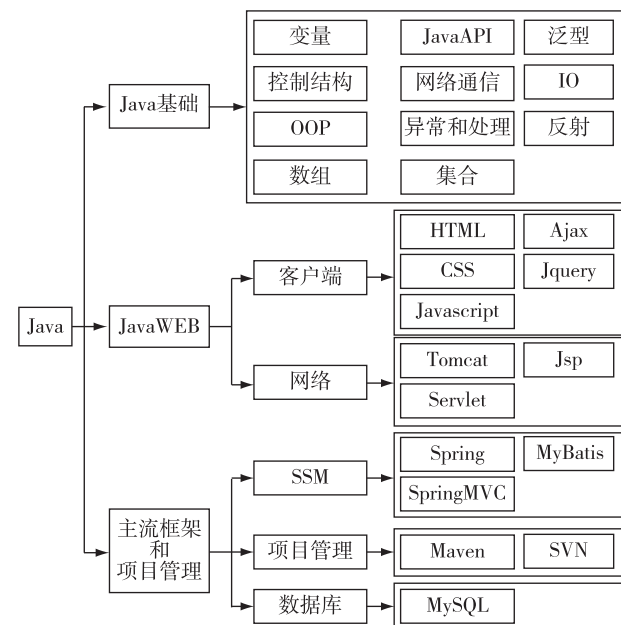 变量
JavaAPI
泛型
控制结构
网络通信
IO
Java基础
OOP
异常和处理
反射
数组
集合
HTML
Ajax
客户端
CSS
Jquery
Javascript
Java
JavaWEB
Tomcat
Jsp
网络
Servlet
Spring
MyBatis
SSM
SpringMVC
主流框架
和
项目管理
项目管理
Maven
SVN
数据库
MySQL